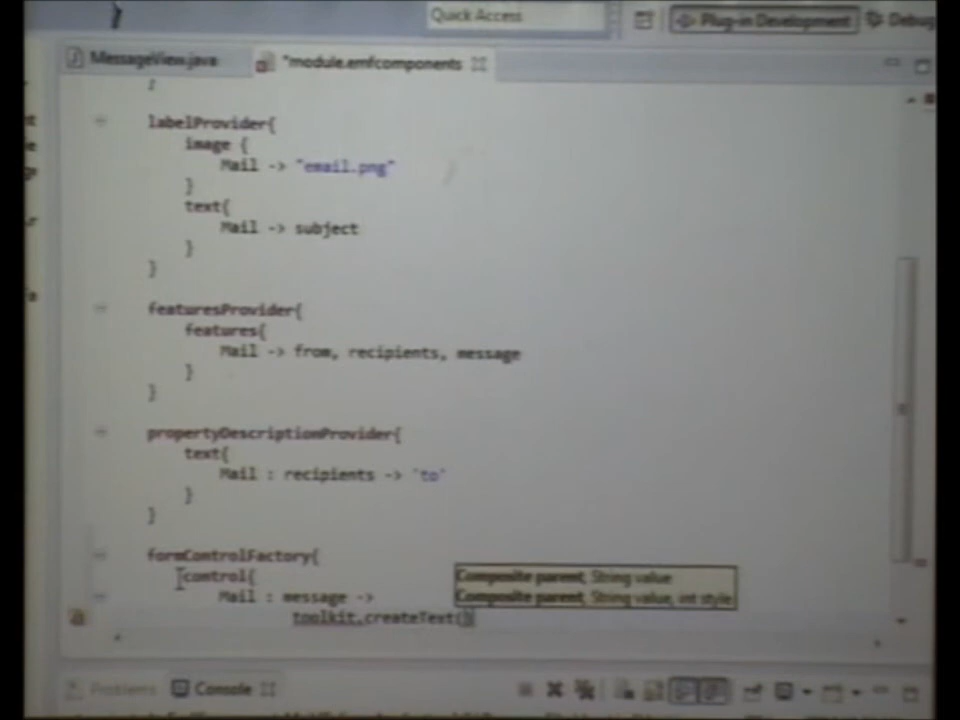 Quick Access
Plug-in Development
Debug
MessageView.java
*module.emfcomponents
}
labelProvider{
image {
Mail -> "email.png"
}
text{
Mail -> subject
}
}
featuresProvider{
features{
Mail -> from, recipients, message
}
}
propertyDescriptionProvider{
text{
Mail : recipients -> 'to'
}
}
formControlFactory{
control{
Mail : message ->
toolkit.createText()
Composite parent, String value
Composite parent, String value, int style
Problems
Console